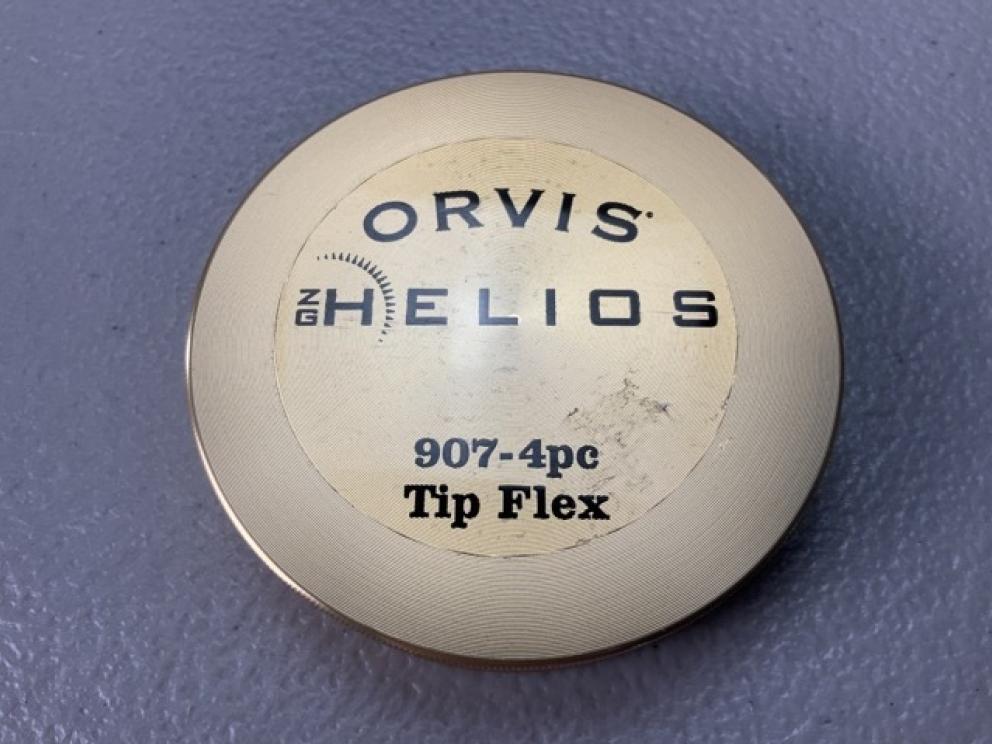 ORVIS
ZG HELIOS
907-4pc
Tip Flex